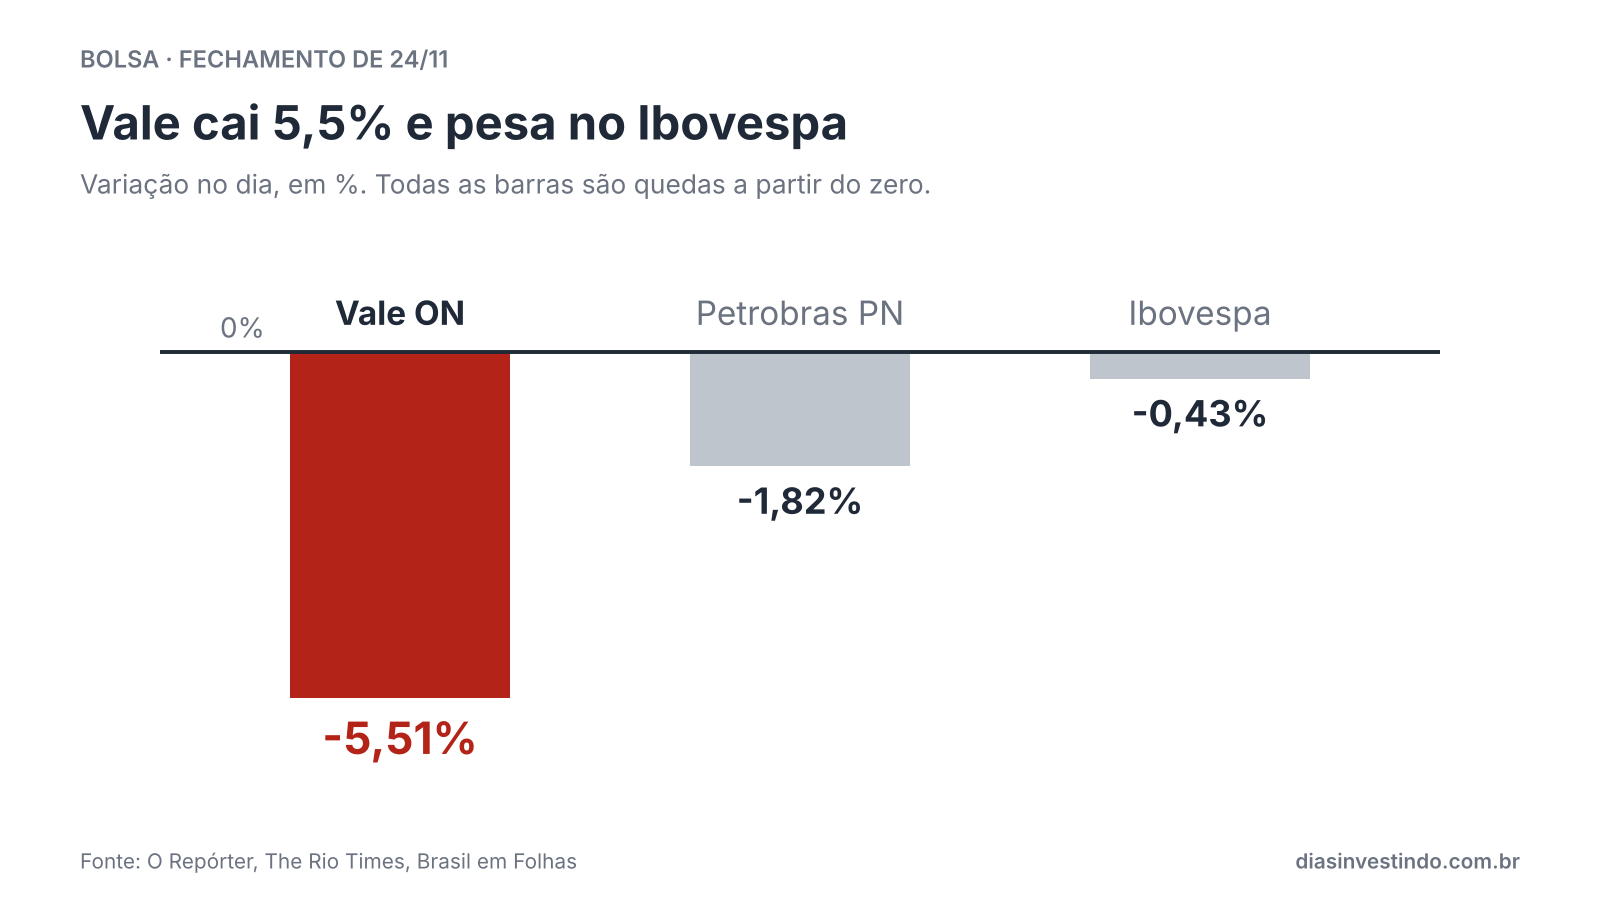 BOLSA · FECHAMENTO DE 24/11
Vale cai 5,5% e pesa no Ibovespa
Variação no dia, em %. Todas as barras são quedas a partir do zero.
0%
Vale ON
Petrobras PN
Ibovespa
-0,43%
-1,82%
-5,51%
Fonte: O Repórter, The Rio Times, Brasil em Folhas
diasinvestindo.com.br